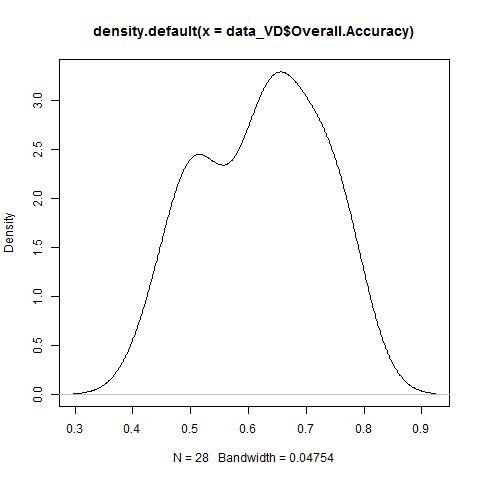 density.default(x = data_VD$Overall.Accuracy)
Density
3.0
2.5
2.0
1.5
1.0
0.5
0.0
0.3 0.4 0.5 0.6 0.7 0.8 0.9
N = 28 Bandwidth = 0.04754